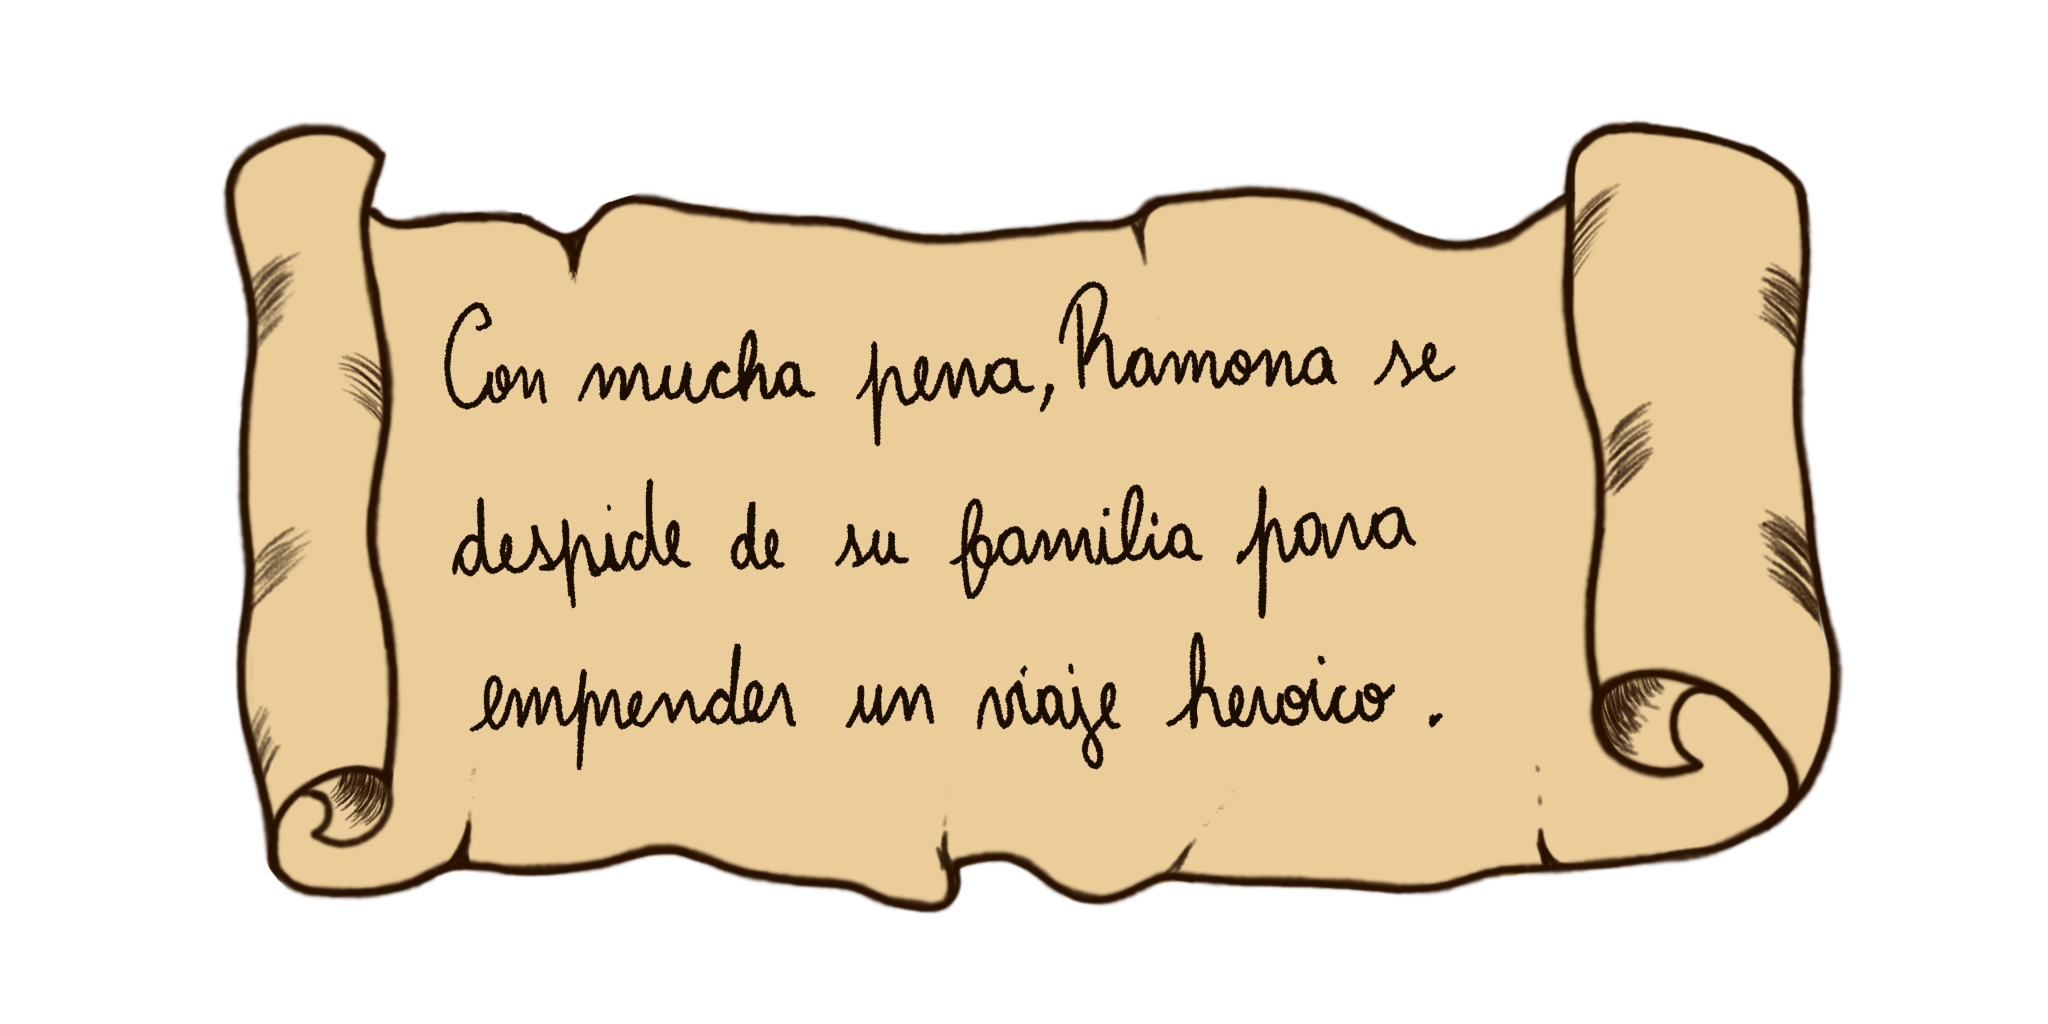 Con mucha pena, Ramona se
despide de su familia para
emprender un viaje heroico.